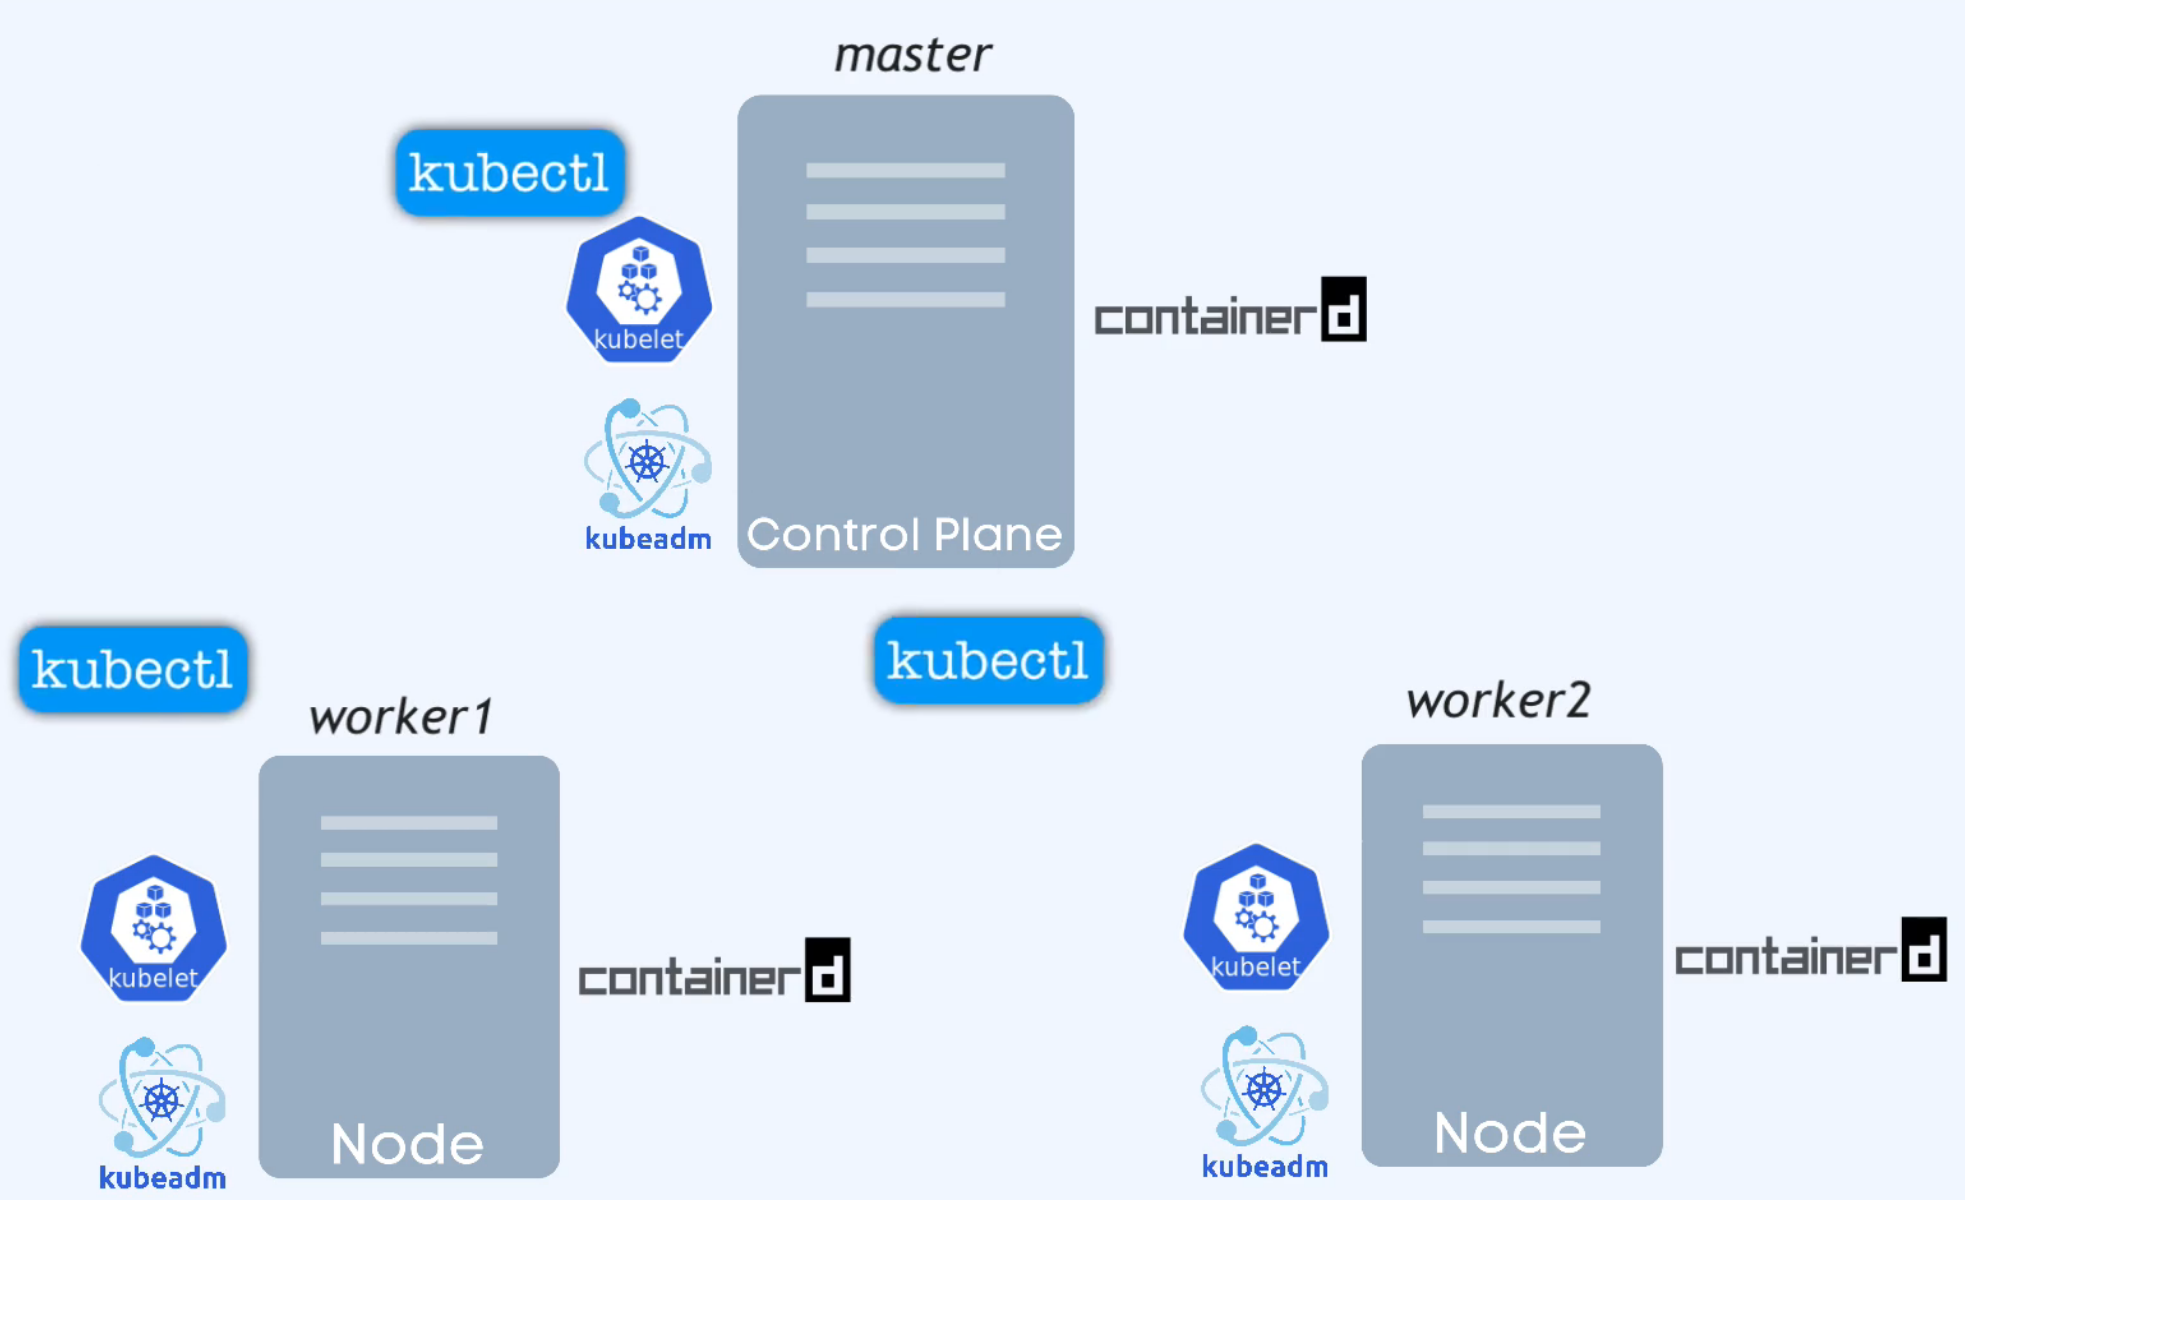 master
kubectl
kubelet
containerd
kubeadm
Control Plane
kubectl
worker1
kubelet
containerd
kubeadm
Node
kubectl
worker2
kubelet
containerd
kubeadm
Node